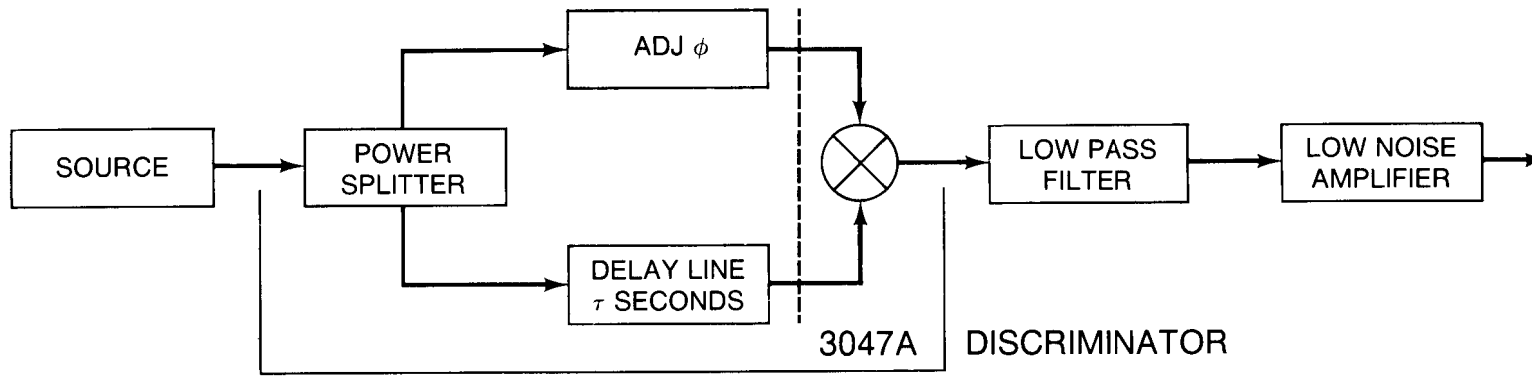 SOURCE
POWER
SPLITTER
ADJ ϕ
DELAY LINE
τ SECONDS
LOW PASS
FILTER
LOW NOISE
AMPLIFIER
3047A DISCRIMINATOR